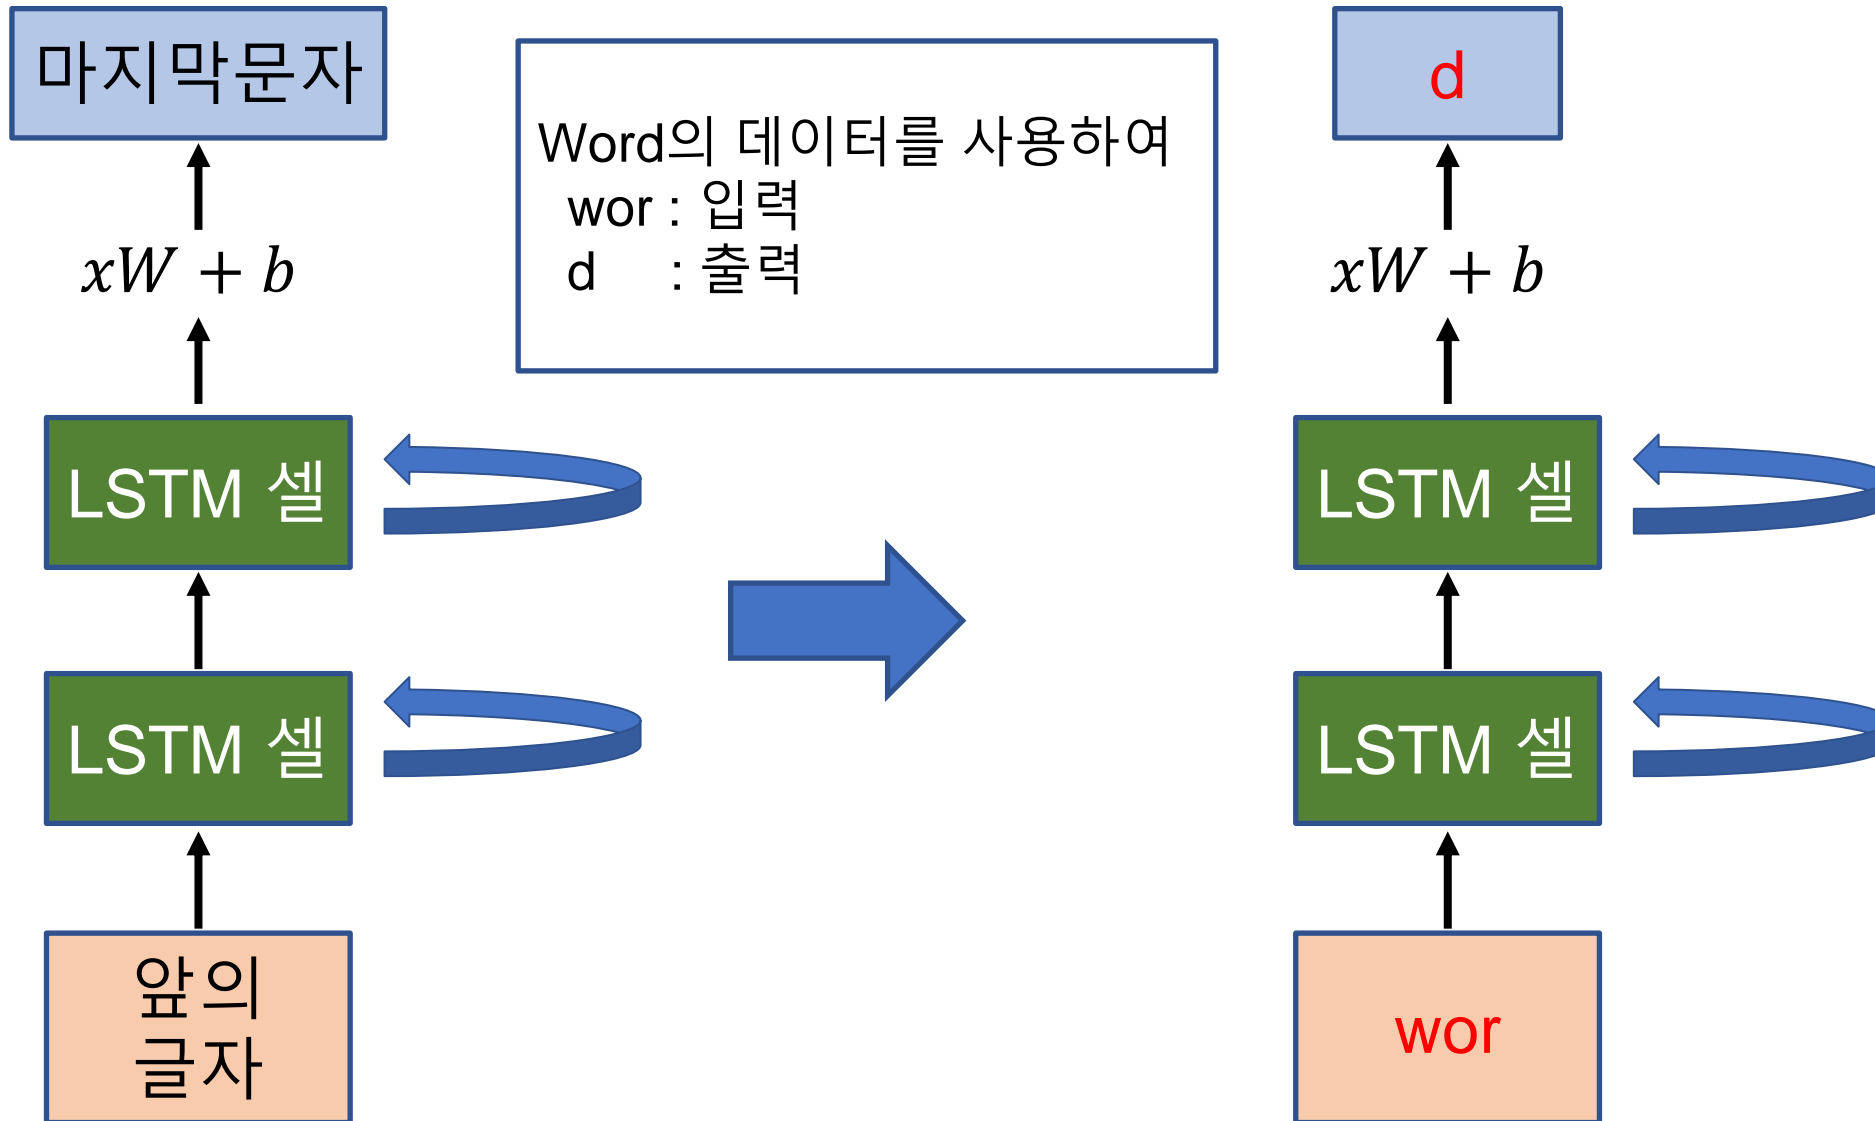 마지막문자
xW + b
LSTM 셀
LSTM 셀
앞의
글자
Word의 데이터를 사용하여
wor : 입력
d : 출력
d
xW + b
LSTM 셀
LSTM 셀
wor